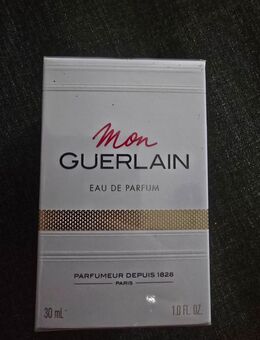 Mon
GUERLAIN
EAU DE PARFUM
PARFUMEUR DEPUIS 1828
PARIS
30 mL
1.0 FL. OZ.